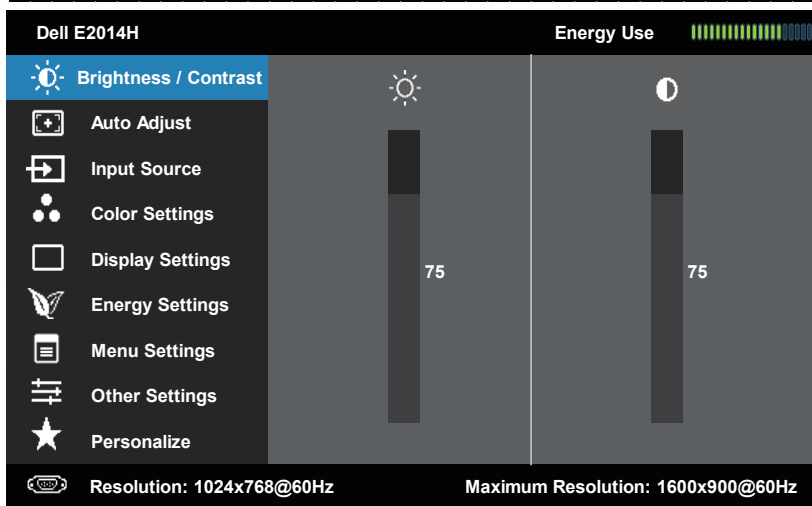 Dell E2014H Energy Use
Brightness / Contrast
Auto Adjust
Input Source
Color Settings
Display Settings
75 75
Energy Settings
Menu Settings
Other Settings
Personalize
Resolution: 1024x768@60Hz Maximum Resolution: 1600x900@60Hz